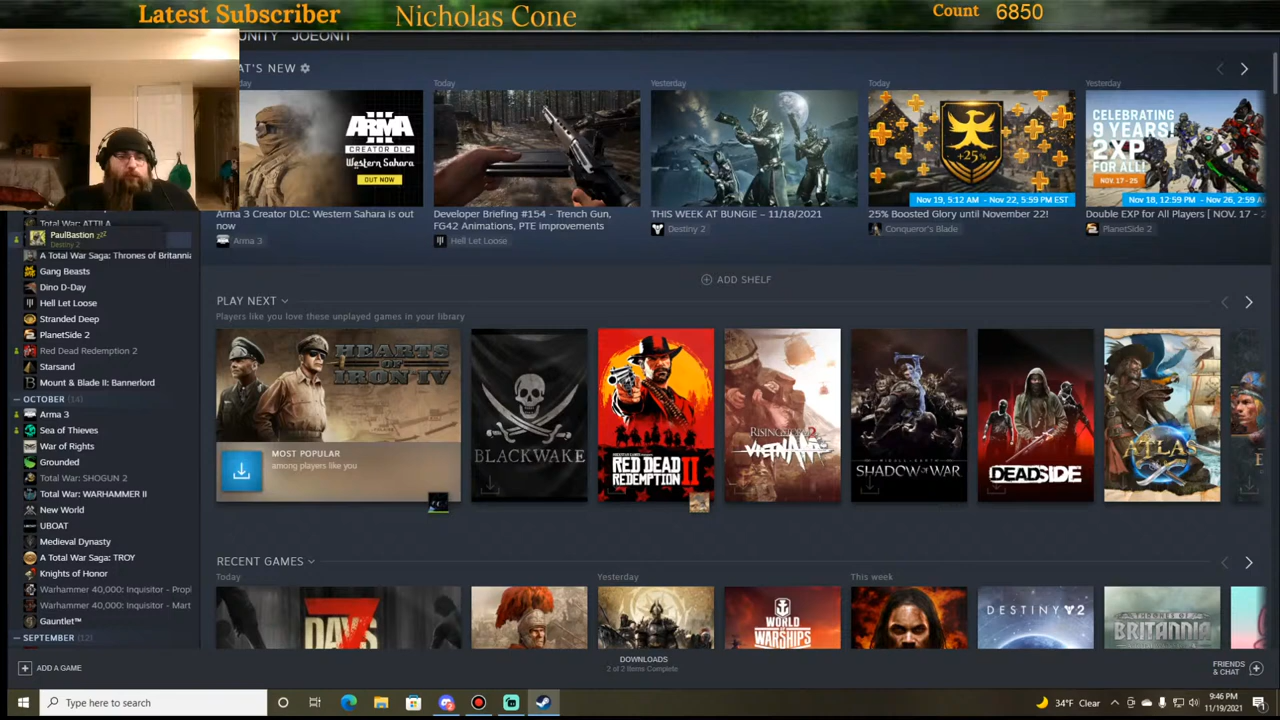 Latest Subscriber
Nicholas Cone
Count 6850
JOEONIT
WHAT'S NEW
Today
Yesterday
Today
Yesterday
ARMA
III
CREATOR DLC
Western Sahara
OUT NOW
+25%
Nov 19, 5:12 AM - Nov 22, 5:59 PM EST
CELEBRATING
9 YEARS!
2XP
FOR ALL!
NOV. 17 - 25
Nov 18, 12:59 PM - Nov 26, 2:59 A
Arma 3 Creator DLC: Western Sahara is out
now
Arma 3
Developer Briefing #154 - Trench Gun,
FG42 Animations, PTE improvements
Hell Let Loose
THIS WEEK AT BUNGIE – 11/18/2021
Destiny 2
25% Boosted Glory until November 22!
Conqueror's Blade
Double EXP for All Players [ NOV. 17 -
PlanetSide 2
Total War: ATTILA
PaulBastion zzz
Destiny 2
A Total War Saga: Thrones of Britannia
Gang Beasts
Dino D-Day
Hell Let Loose
Stranded Deep
PlanetSide 2
Red Dead Redemption 2
Starsand
Mount & Blade II: Bannerlord
— OCTOBER (14)
Arma 3
Sea of Thieves
War of Rights
Grounded
Total War: SHOGUN 2
Total War: WARHAMMER II
New World
UBOAT
Medieval Dynasty
A Total War Saga: TROY
Knights of Honor
Warhammer 40,000: Inquisitor - Prop
Warhammer 40,000: Inquisitor - Mart
Gauntlet™
— SEPTEMBER (12)
ADD SHELF
PLAY NEXT
Players like you love these unplayed games in your library
HEARTS
OF
IRON IV
MOST POPULAR
among players like you
BLACKWAKE
RED DEAD
REDEMPTION II
RISING STORM 2
VIETNAM
SHADOW OF WAR
DEADSIDE
ATLAS
RECENT GAMES
Today
Yesterday
This week
7
DAYS
WORLD
OF
WARSHIPS
DESTINY 2
THRONES OF
BRITANNIA
ADD A GAME
DOWNLOADS
2 of 2 Items Complete
FRIENDS
& CHAT
Type here to search
34°F Clear
9:46 PM
11/19/2021